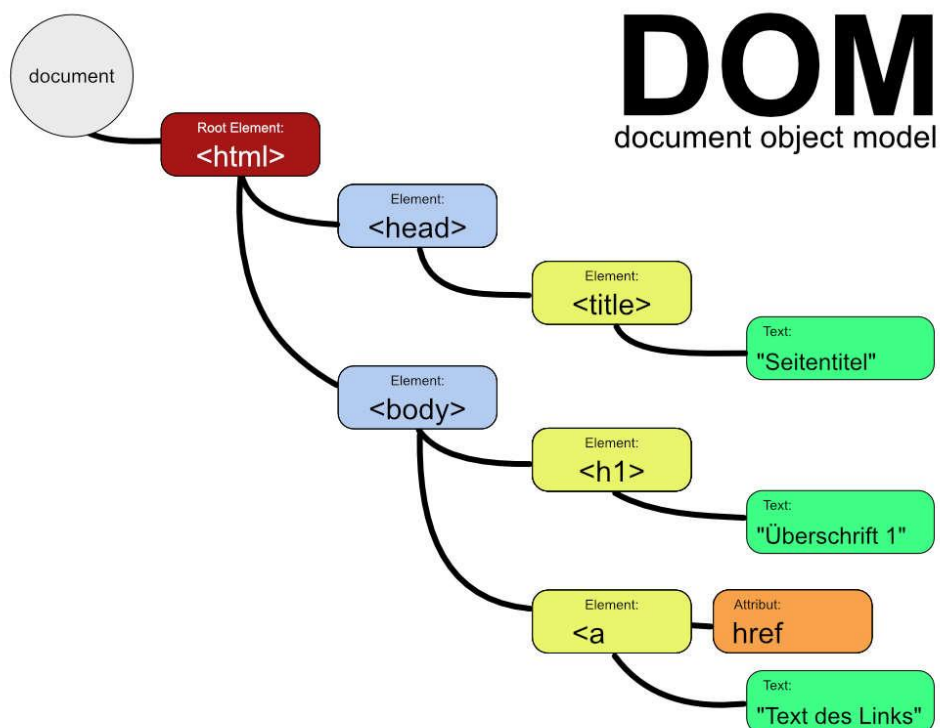 DOM
document object model
document
Root Element:
<html>
Element:
<head>
Element:
<title>
Text:
"Seitentitel"
Element:
<body>
Element:
<h1>
Text:
"Überschrift 1"
Element:
<a
Attribut:
href
Text:
"Text des Links"